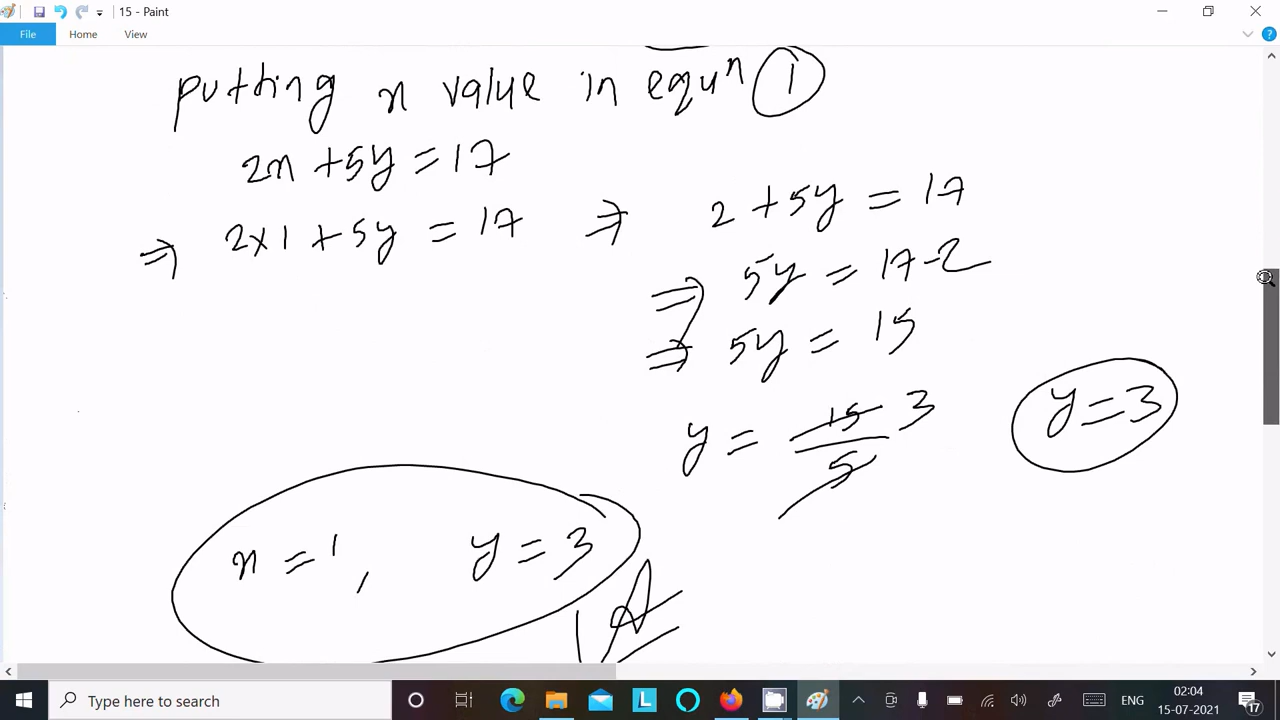 15 - Paint
File Home View
putting x value in equⁿ 1
2x + 5y = 17
⇒ 2x1 + 5y = 17 ⇒ 2 + 5y = 17
⇒ 5y = 17-2
⇒ 5y = 15
y = 15/5 3
y = 3
x = 1, y = 3
A
Type here to search
L
ENG
02:04
15-07-2021
17